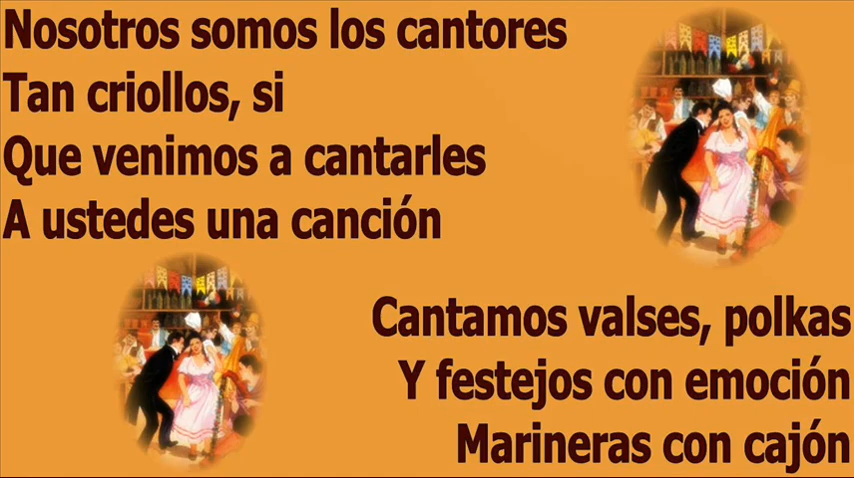 Nosotros somos los cantores
Tan criollos, si
Que venimos a cantarles
A ustedes una canción
Cantamos valses, polkas
Y festejos con emoción
Marineras con cajón